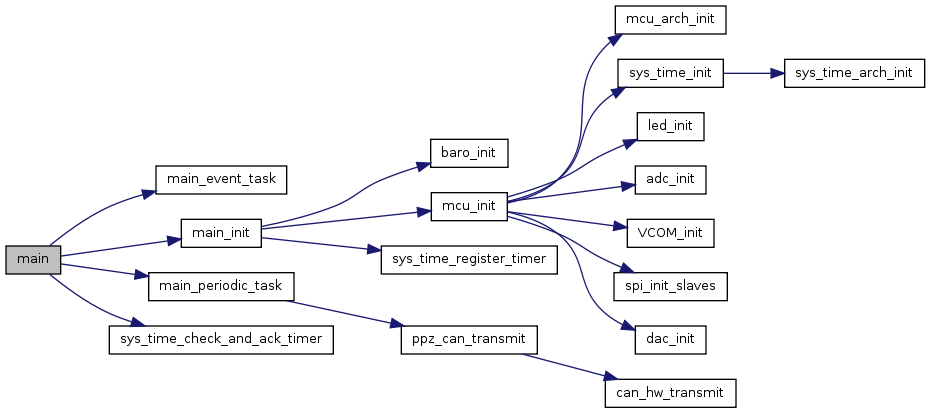 main
main_event_task
main_init
main_periodic_task
sys_time_check_and_ack_timer
baro_init
mcu_init
sys_time_register_timer
ppz_can_transmit
mcu_arch_init
sys_time_init
led_init
adc_init
VCOM_init
spi_init_slaves
dac_init
can_hw_transmit
sys_time_arch_init